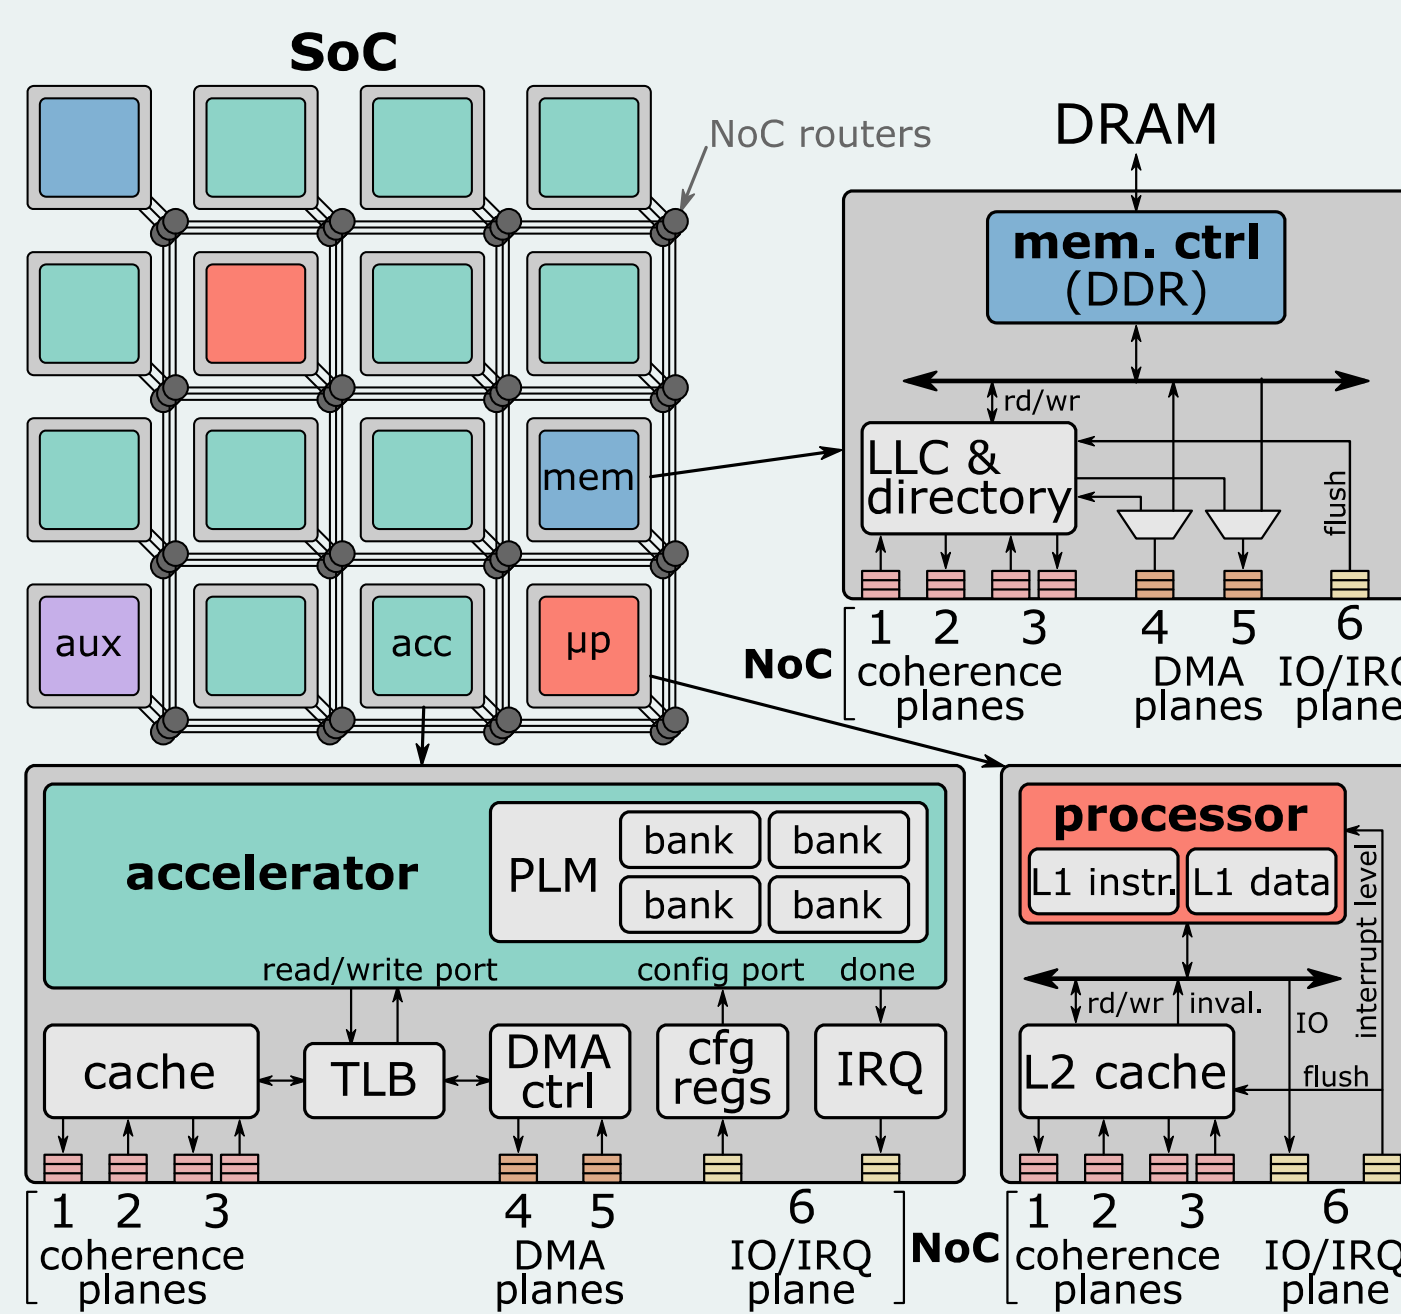 SoC
NoC routers
DRAM
mem. ctrl
(DDR)
rd/wr
LLC &
directory
flush
mem
aux
acc
µp
1 2 3 4 5 6
NoC
coherence
planes
DMA
planes
IO/IRQ
plane
accelerator
PLM
bank bank
bank bank
read/write port
config port
done
cache
TLB
DMA
ctrl
cfg
regs
IRQ
1 2 3 4 5 6
coherence
planes
DMA
planes
IO/IRQ
plane
NoC
processor
L1 instr.
L1 data
interrupt level
rd/wr
inval.
IO
L2 cache
flush
1 2 3 6
coherence
planes
IO/IRQ
plane